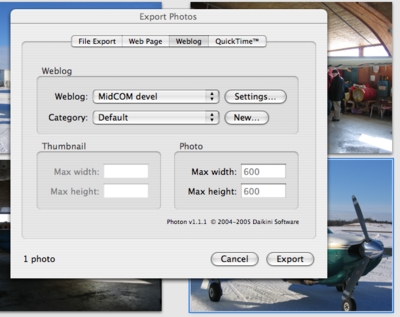 Export Photos
File Export Web Page Weblog QuickTime™
Weblog
Weblog: MidCOM devel Settings...
Category: Default New...
Thumbnail Photo
Max width: Max width: 600
Max height: Max height: 600
Photon v1.1.1 © 2004-2005 Daikini Software
1 photo Cancel Export